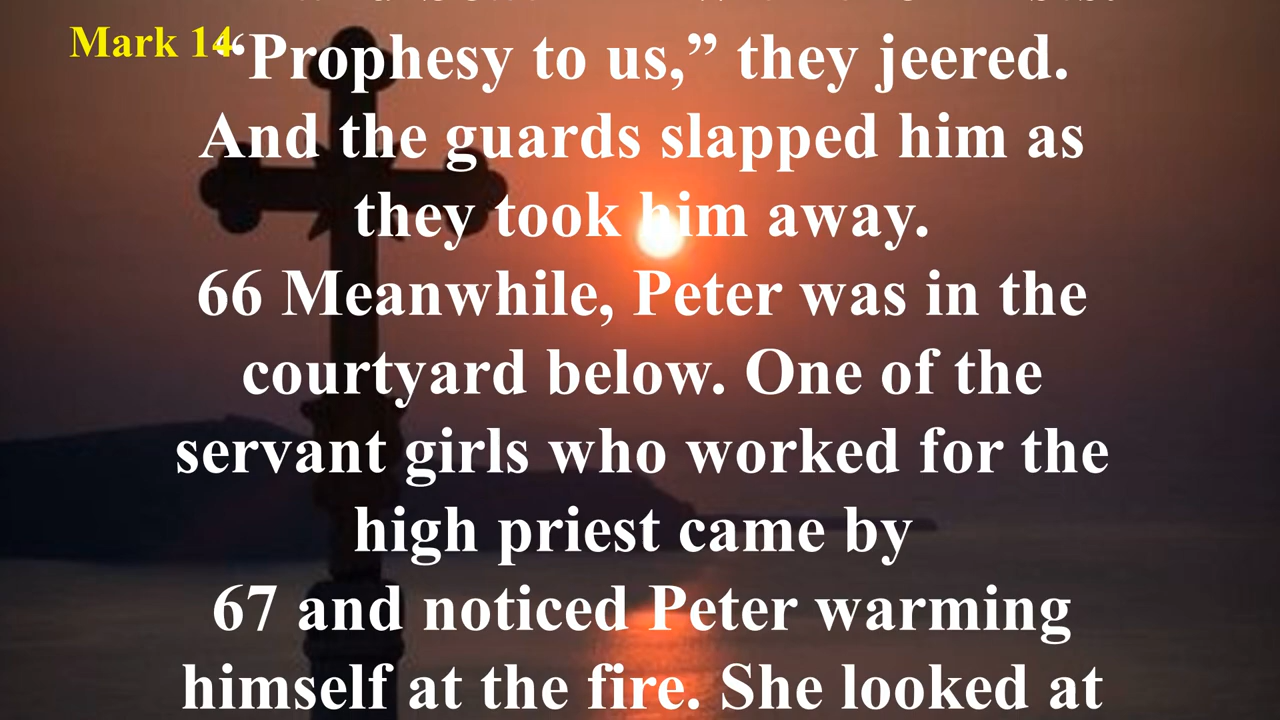 Mark 14
“Prophesy to us,” they jeered.
And the guards slapped him as
they took him away.
66 Meanwhile, Peter was in the
courtyard below. One of the
servant girls who worked for the
high priest came by
67 and noticed Peter warming
himself at the fire. She looked at